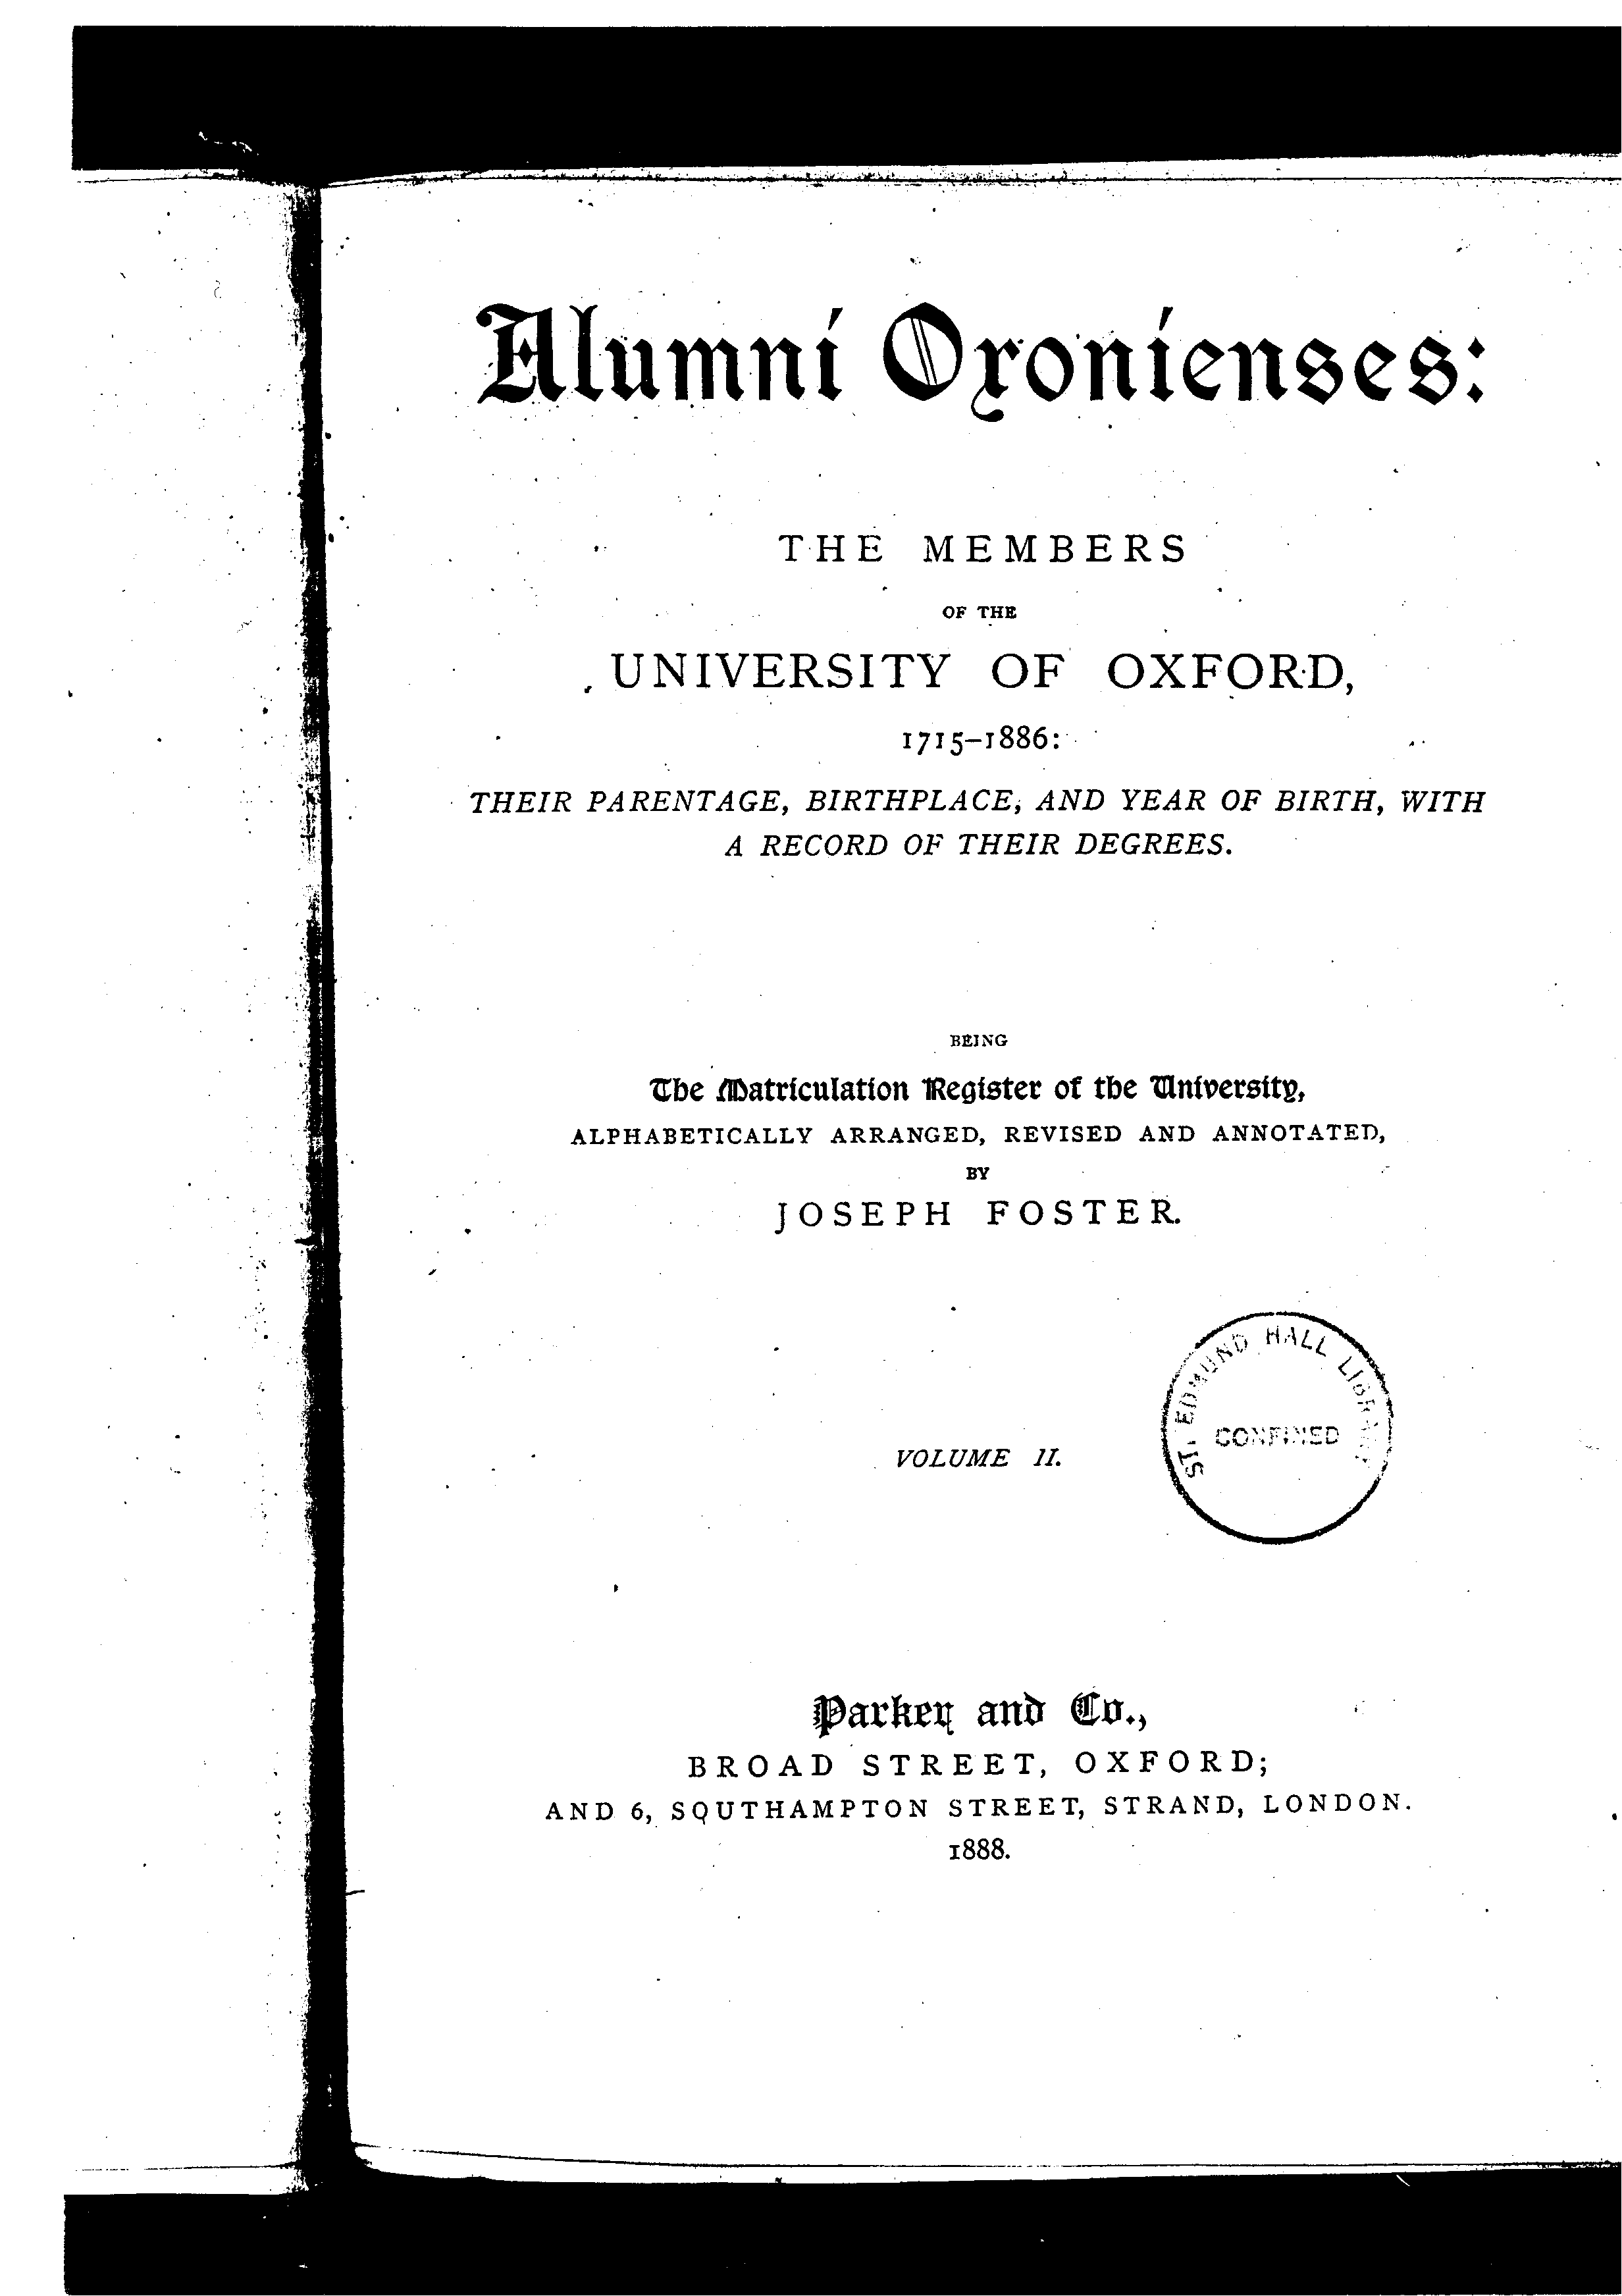 Alumni Oxonienses:
THE MEMBERS
OF THE
UNIVERSITY OF OXFORD,
1715–1886:
THEIR PARENTAGE, BIRTHPLACE, AND YEAR OF BIRTH, WITH
A RECORD OF THEIR DEGREES.
BEING
The Matriculation Register of the University,
ALPHABETICALLY ARRANGED, REVISED AND ANNOTATED,
BY
JOSEPH FOSTER.
ST. EDMUND HALL LIBRARY
CONFINED
VOLUME II.
Parker and Co.,
BROAD STREET, OXFORD;
AND 6, SOUTHAMPTON STREET, STRAND, LONDON.
1888.